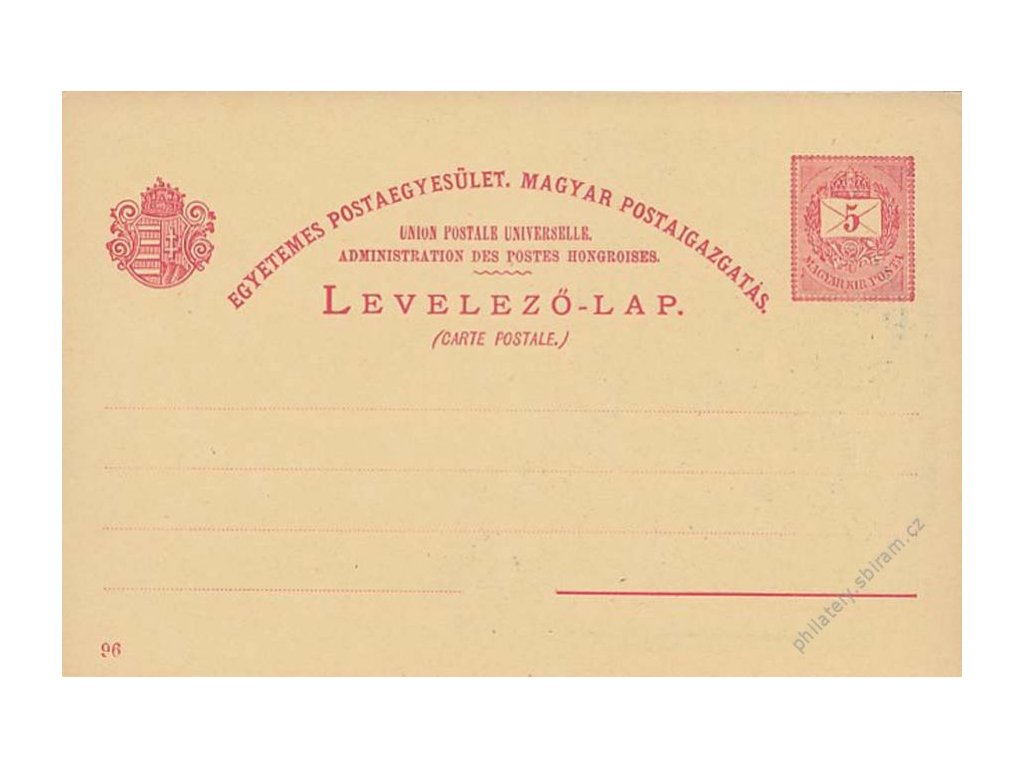 EGYETEMES POSTAEGYESÜLET. MAGYAR POSTAIGAZGATÁS.
UNION POSTALE UNIVERSELLE.
ADMINISTRATION DES POSTES HONGROISES.
LEVELEZŐ-LAP.
(CARTE POSTALE.)
5
MAGYAR KIR. POSTA
96
philately.sbiram.cz